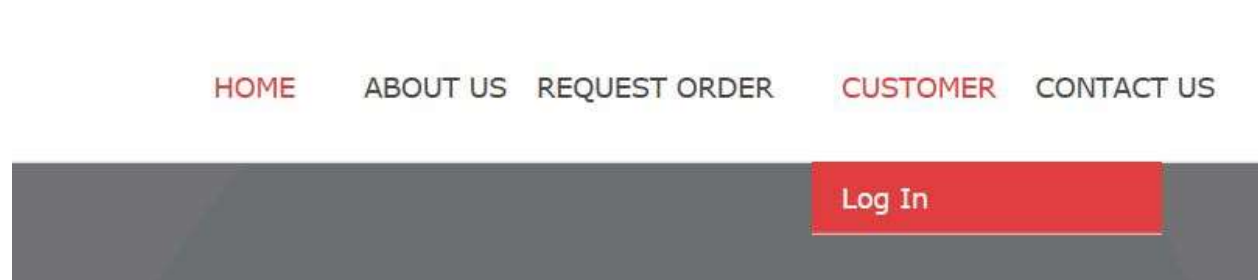 HOME ABOUT US REQUEST ORDER CUSTOMER CONTACT US
Log In